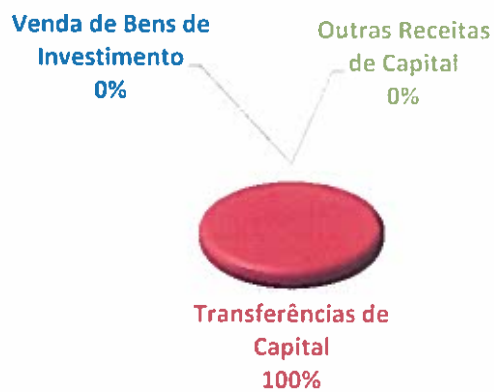 Venda de Bens de
Investimento
0%
Outras Receitas
de Capital
0%
Transferências de
Capital
100%